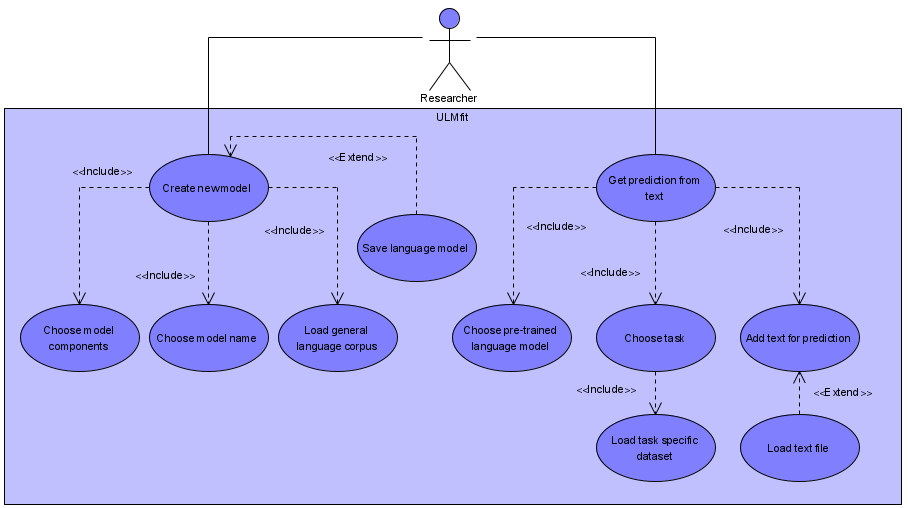 Researcher
ULMfit
<<Extend>>
<<Include>>
Create newmodel
Get prediction from
text
<<Include>>
<<Include>>
<<Include>>
Save language model
<<Include>>
<<Include>>
Choose model
components
Choose model name
Load general
language corpus
Choose pre-trained
language model
Choose task
Add text for prediction
<<Include>>
<<Extend>>
Load task specific
dataset
Load text file